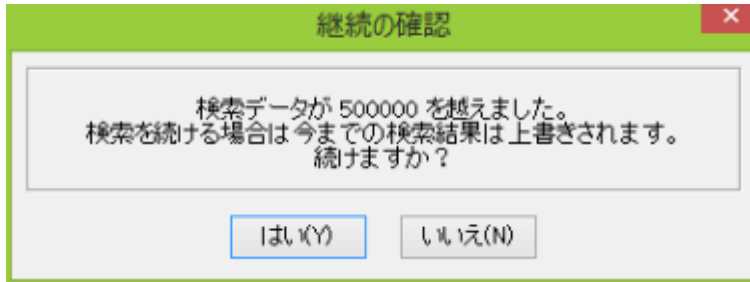 継続の確認
検索データが 500000 を越えました。
検索を続ける場合は今までの検索結果は上書きされます。
続けますか？
はい(Y)
いいえ(N)